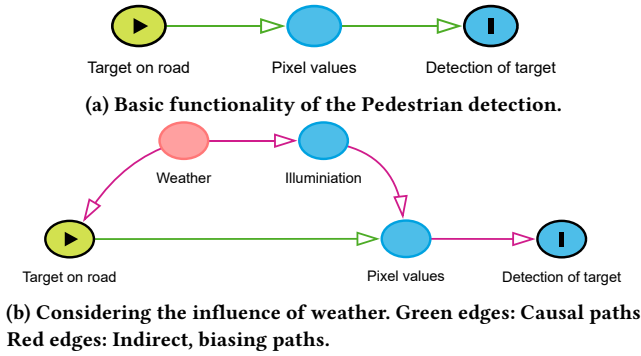 Target on road
Pixel values
Detection of target
(a) Basic functionality of the Pedestrian detection.
Weather
Illuminiation
Target on road
Pixel values
Detection of target
(b) Considering the influence of weather. Green edges: Causal paths
Red edges: Indirect, biasing paths.